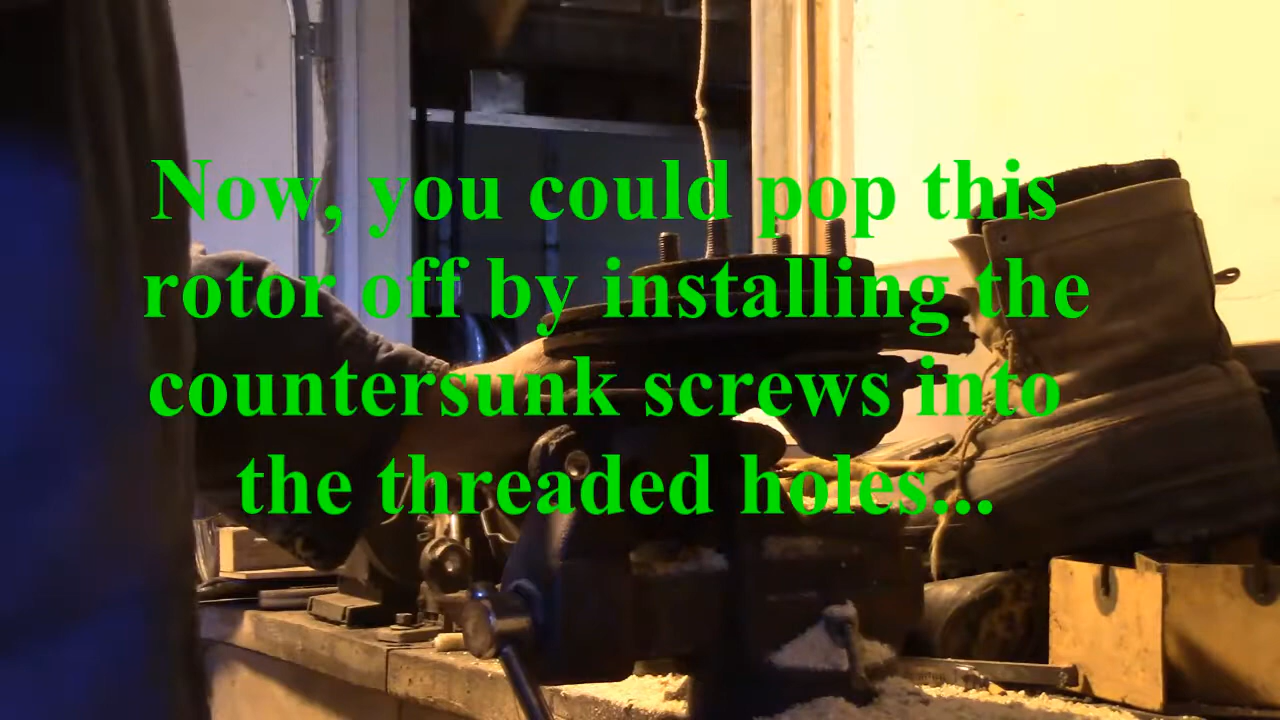 Now, you could pop this
rotor off by installing the
countersunk screws into
the threaded holes...